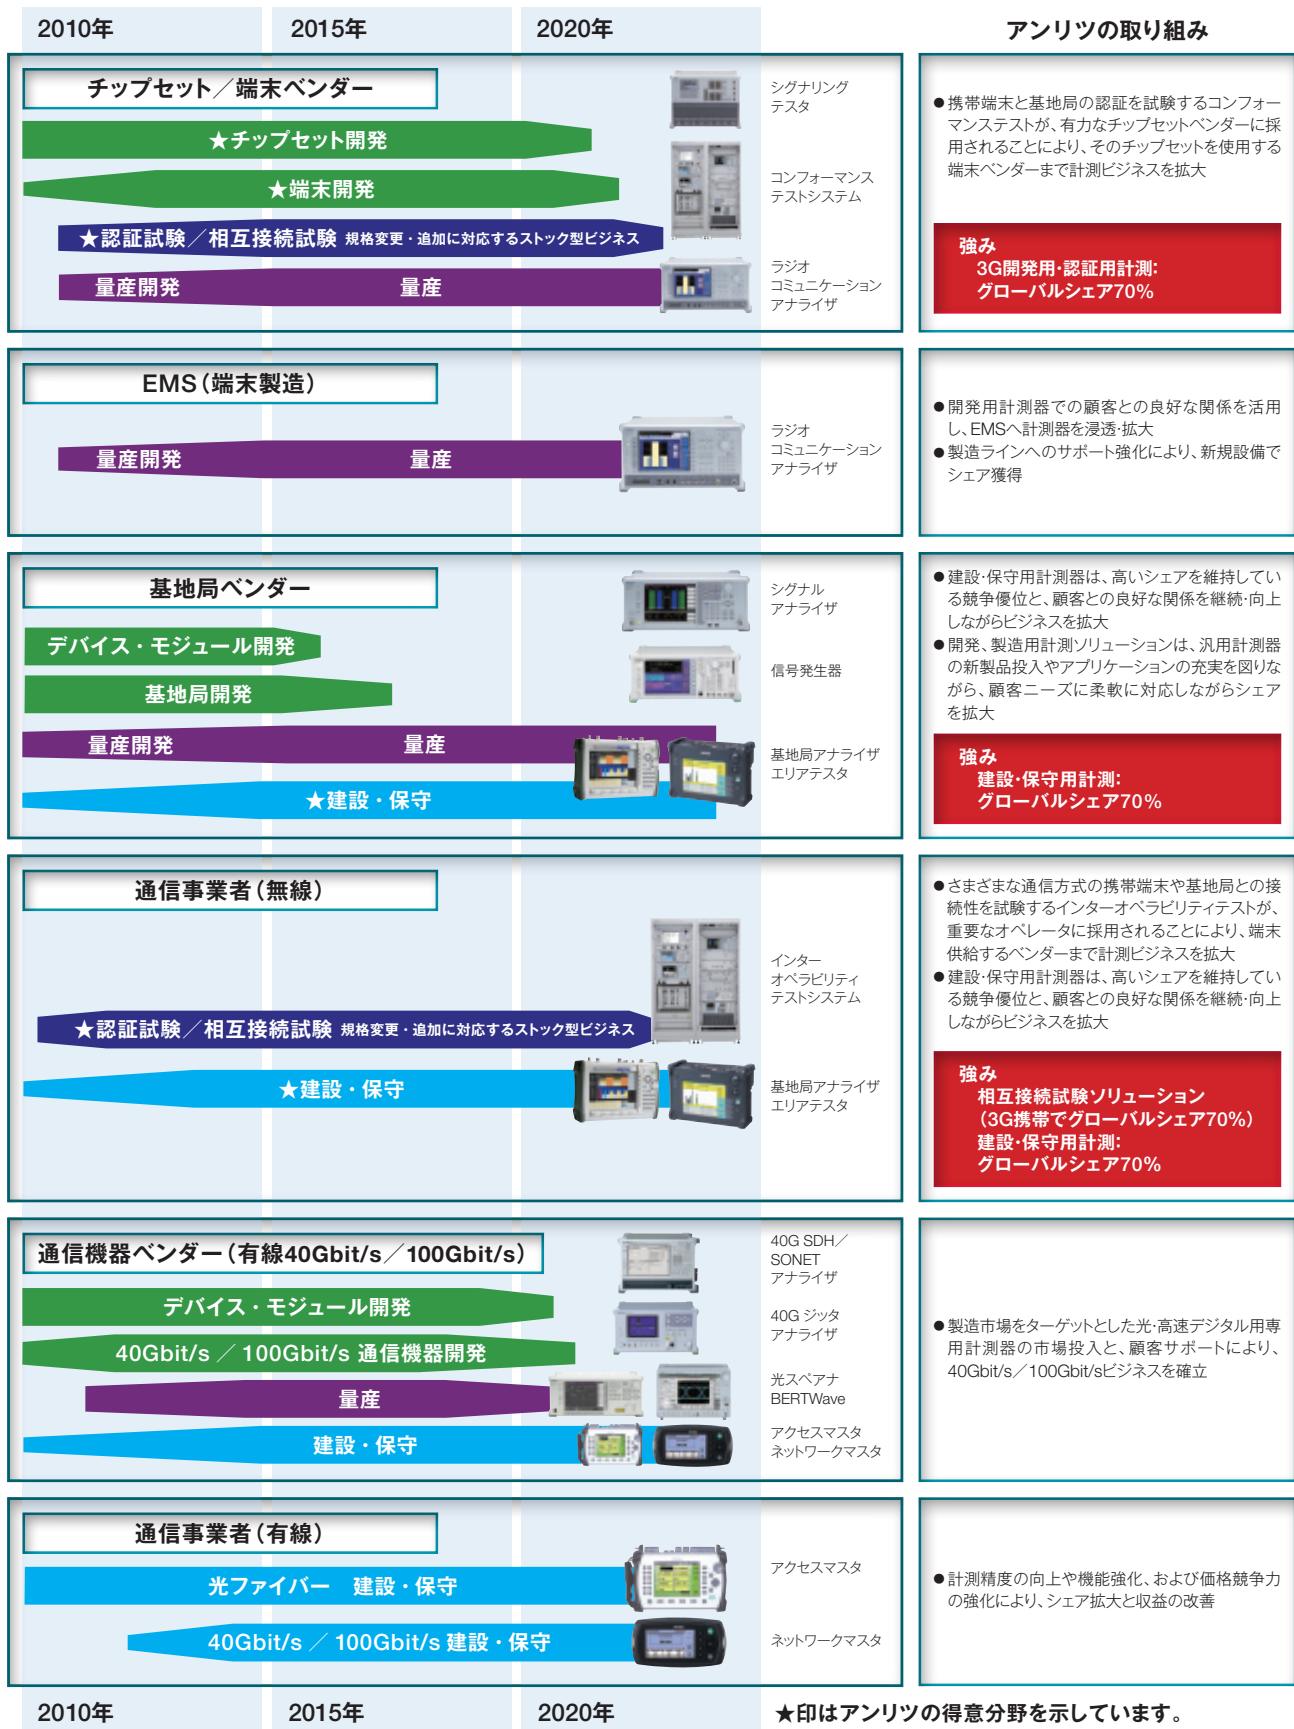 2010年 2015年 2020年 アンリツの取り組み
チップセット／端末ベンダー
★チップセット開発
★端末開発
★認証試験／相互接続試験 規格変更・追加に対応するストック型ビジネス
量産開発 量産
シグナリング
テスタ
コンフォーマンス
テストシステム
ラジオ
コミュニケーション
アナライザ
●携帯端末と基地局の認証を試験するコンフォー
マンステストが、有力なチップセットベンダーに採
用されることにより、そのチップセットを使用する
端末ベンダーまで計測ビジネスを拡大
強み
3G開発用・認証用計測:
グローバルシェア70%
EMS（端末製造）
量産開発 量産
ラジオ
コミュニケーション
アナライザ
●開発用計測器での顧客との良好な関係を活用
し、EMSへ計測器を浸透・拡大
●製造ラインへのサポート強化により、新規設備で
シェア獲得
基地局ベンダー
デバイス・モジュール開発
基地局開発
量産開発 量産
★建設・保守
シグナル
アナライザ
信号発生器
基地局アナライザ
エリアテスタ
●建設・保守用計測器は、高いシェアを維持してい
る競争優位と、顧客との良好な関係を継続・向上
しながらビジネスを拡大
●開発、製造用計測ソリューションは、汎用計測器
の新製品投入やアプリケーションの充実を図りな
がら、顧客ニーズに柔軟に対応しながらシェア
を拡大
強み
建設・保守用計測:
グローバルシェア70%
通信事業者（無線）
★認証試験／相互接続試験 規格変更・追加に対応するストック型ビジネス
★建設・保守
インター
オペラビリティ
テストシステム
基地局アナライザ
エリアテスタ
●さまざまな通信方式の携帯端末や基地局との接
続性を試験するインターオペラビリティテストが、
重要なオペレータに採用されることにより、端末
供給するベンダーまで計測ビジネスを拡大
●建設・保守用計測器は、高いシェアを維持してい
る競争優位と、顧客との良好な関係を継続・向上
しながらビジネスを拡大
強み
相互接続試験ソリューション
（3G携帯でグローバルシェア70%）
建設・保守用計測:
グローバルシェア70%
通信機器ベンダー（有線40Gbit/s／100Gbit/s）
デバイス・モジュール開発
40Gbit/s ／ 100Gbit/s 通信機器開発
量産
建設・保守
40G SDH／
SONET
アナライザ
40G ジッタ
アナライザ
光スペアナ
BERTWave
アクセスマスタ
ネットワークマスタ
●製造市場をターゲットとした光・高速デジタル用専
用計測器の市場投入と、顧客サポートにより、
40Gbit/s／100Gbit/sビジネスを確立
通信事業者（有線）
光ファイバー 建設・保守
40Gbit/s ／ 100Gbit/s 建設・保守
アクセスマスタ
ネットワークマスタ
●計測精度の向上や機能強化、および価格競争力
の強化により、シェア拡大と収益の改善
2010年 2015年 2020年 ★印はアンリツの得意分野を示しています。